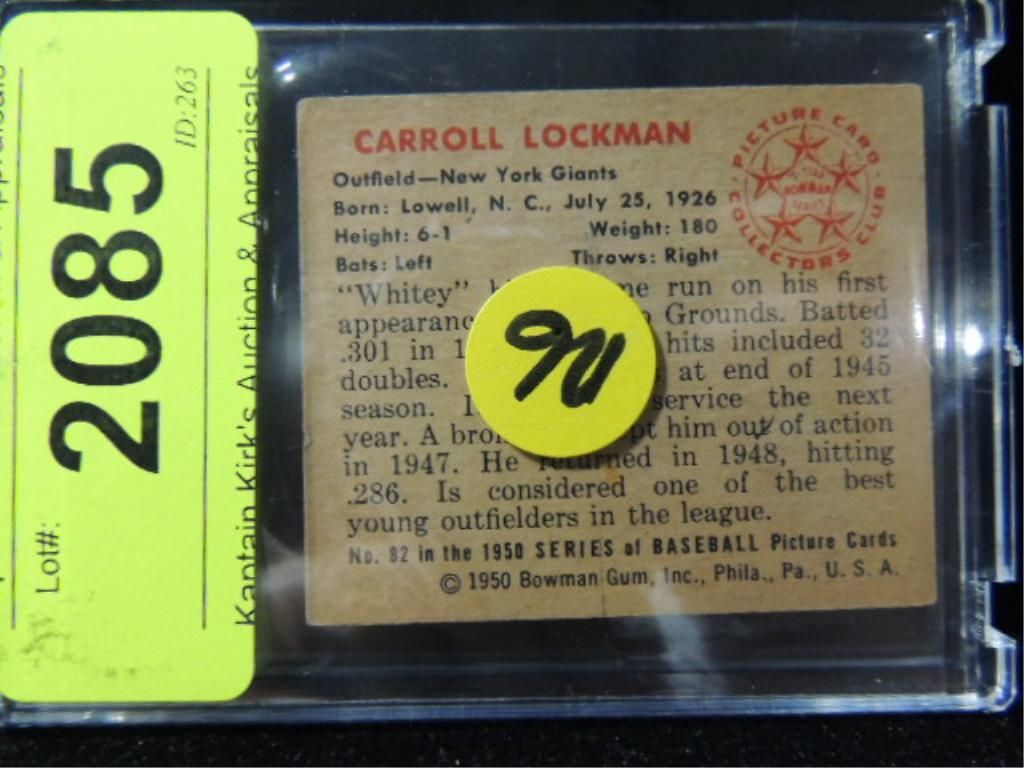 Lot#: 2085
ID:263
Kaptain Kirk's Auction & Appraisals
CARROLL LOCKMAN
Outfield—New York Giants
Born: Lowell, N. C., July 25, 1926
Height: 6-1 Weight: 180
Bats: Left Throws: Right
PICTURE CARD COLLECTORS CLUB
"Whitey" run on his first
Grounds. Batted
.301 in hits included 32
doubles. at end of 1945
season. service the next
year. A him out of action
in 1947. He returned in 1948, hitting
.286. Is considered one of the best
young outfielders in the league.
No. 82 in the 1950 SERIES of BASEBALL Picture Cards
© 1950 Bowman Gum, Inc., Phila., Pa., U. S. A.